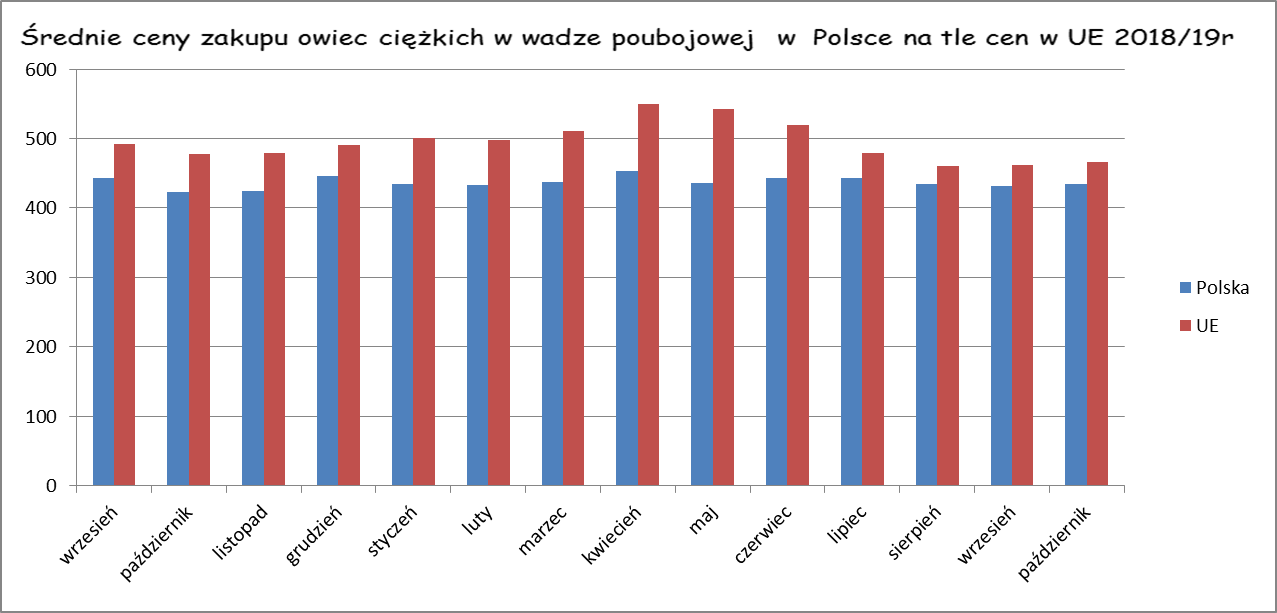 Średnie ceny zakupu owiec ciężkich w wadze poubojowej w Polsce na tle cen w UE 2018/19r
600
500
400
300
200
100
0
wrzesień
październik
listopad
grudzień
styczeń
luty
marzec
kwiecień
maj
czerwiec
lipiec
sierpień
wrzesień
październik
Polska
UE